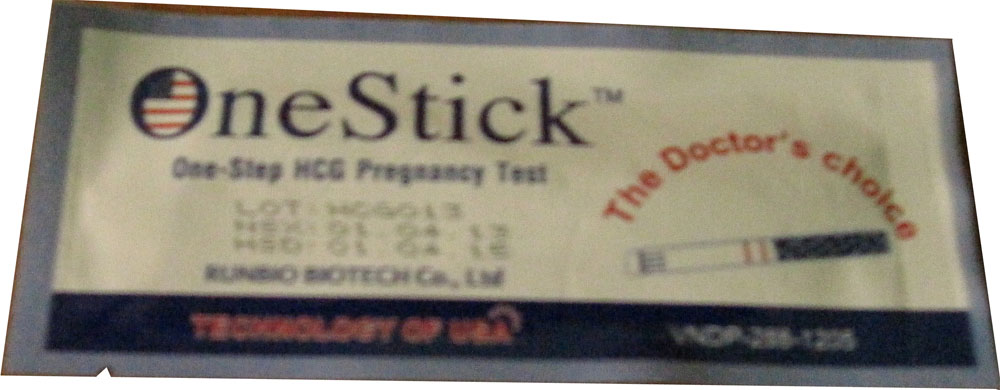 OneStick™
One-Step HCG Pregnancy Test
The Doctor's choice
LOT: HCG013
NSX: 01.04.13
HSD: 01.04.15
RUNBIO BIOTECH Co., Ltd
TECHNOLOGY OF USA
VNDP-288-1205